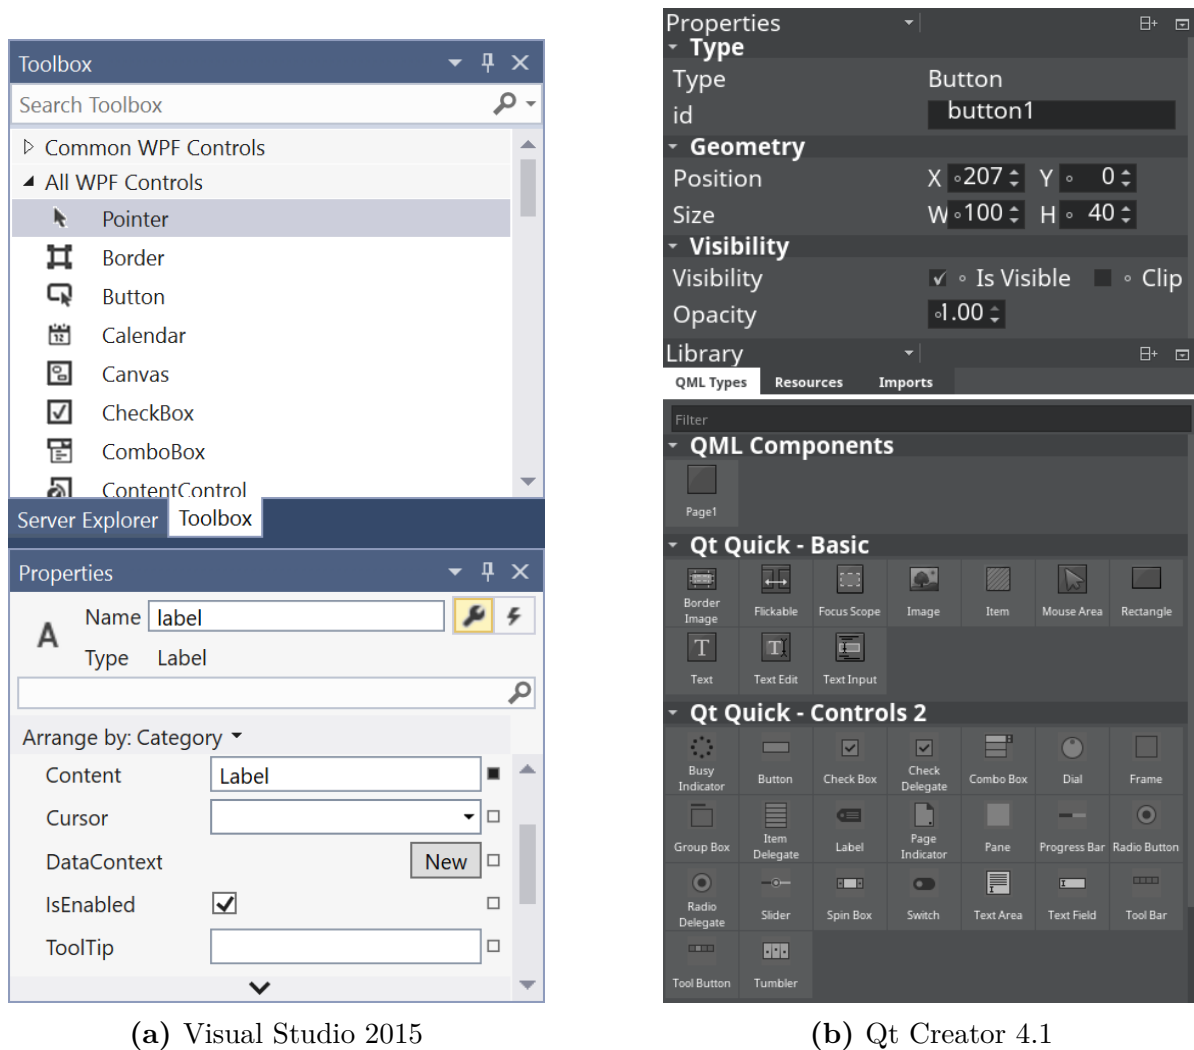 Toolbox
Search Toolbox
Common WPF Controls
All WPF Controls
Pointer
Border
Button
Calendar
Canvas
CheckBox
ComboBox
ContentControl
Server Explorer Toolbox
Properties
Name label
Type Label
Arrange by: Category
Content Label
Cursor
DataContext New
IsEnabled
ToolTip
(a) Visual Studio 2015
Properties
Type
Type Button
id button1
Geometry
Position X 207 Y 0
Size W 100 H 40
Visibility
Visibility Is Visible Clip
Opacity 1.00
Library
QML Types Resources Imports
Filter
QML Components
Page1
Qt Quick - Basic
Border Image Flickable Focus Scope Image Item Mouse Area Rectangle
Text Text Edit Text Input
Qt Quick - Controls 2
Busy Indicator Button Check Box Check Delegate Combo Box Dial Frame
Group Box Item Delegate Label Page Indicator Pane Progress Bar Radio Button
Radio Delegate Slider Spin Box Switch Text Area Text Field Tool Bar
Tool Button Tumbler
(b) Qt Creator 4.1